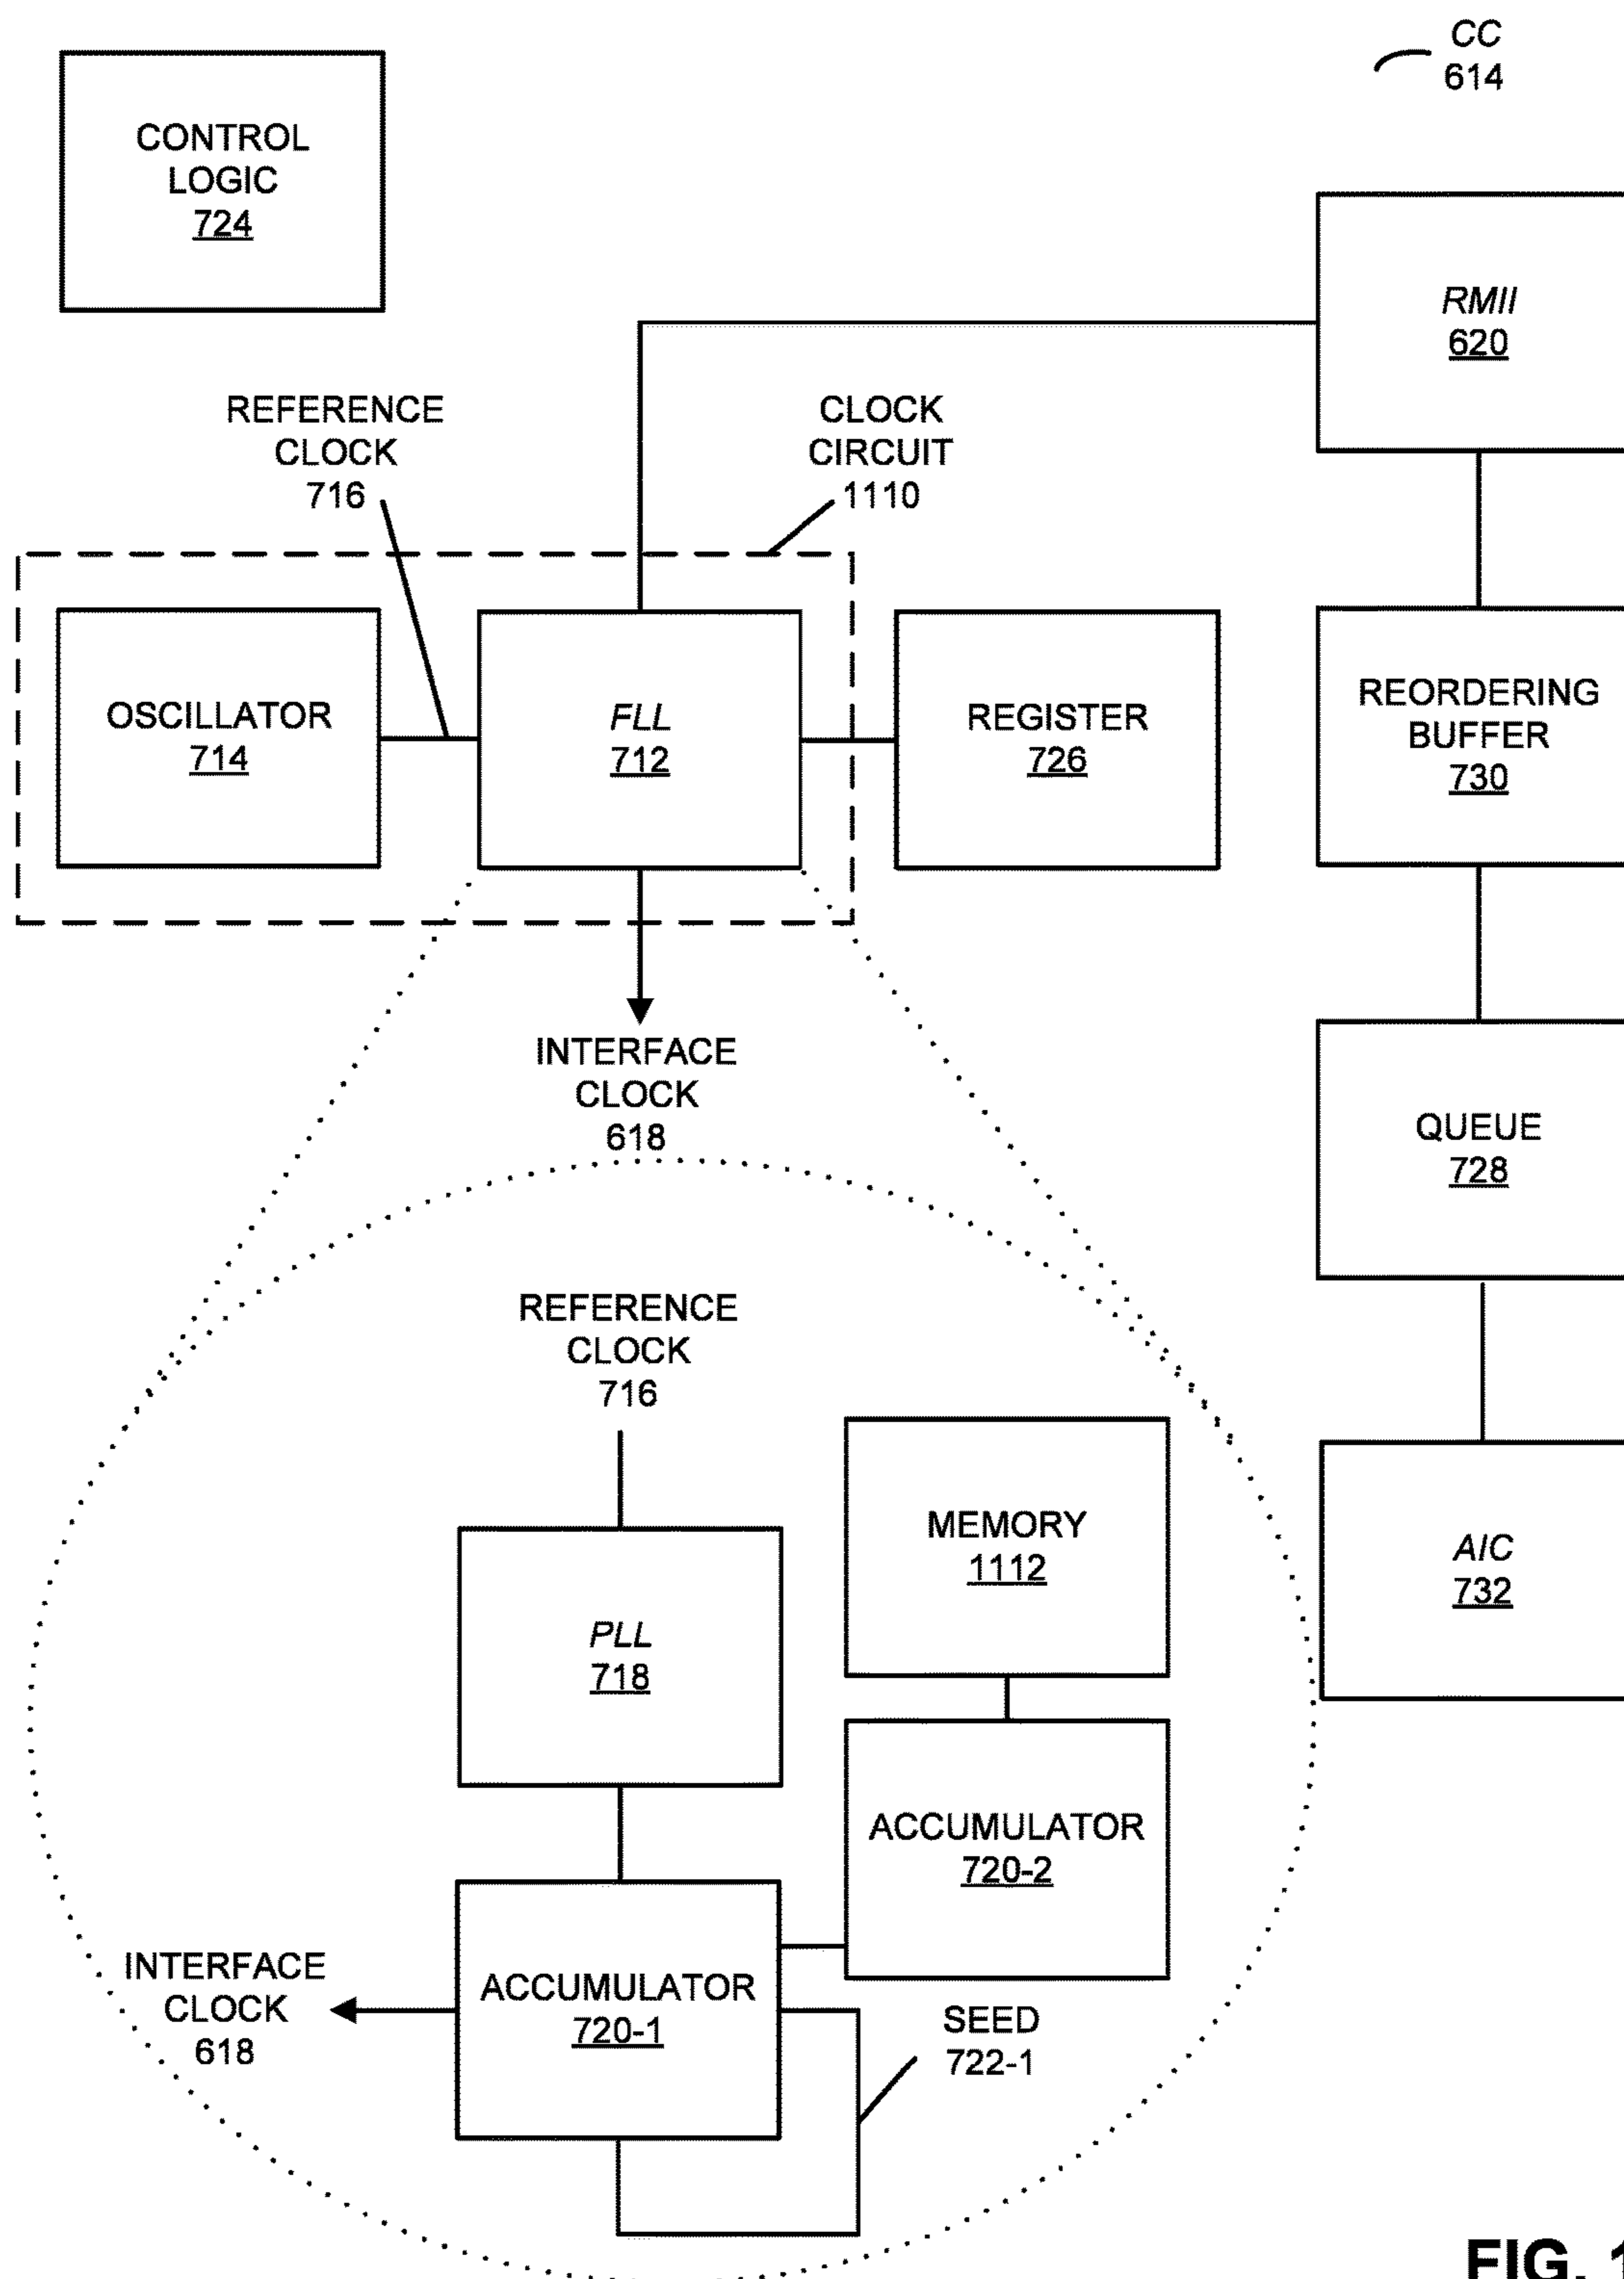 CC
614
CONTROL
LOGIC
724
RMII
620
REFERENCE
CLOCK
716
CLOCK
CIRCUIT
1110
OSCILLATOR
714
FLL
712
REGISTER
726
REORDERING
BUFFER
730
INTERFACE
CLOCK
618
QUEUE
728
REFERENCE
CLOCK
716
MEMORY
1112
AIC
732
PLL
718
ACCUMULATOR
720-2
INTERFACE
CLOCK
618
ACCUMULATOR
720-1
SEED
722-1
FIG. 1